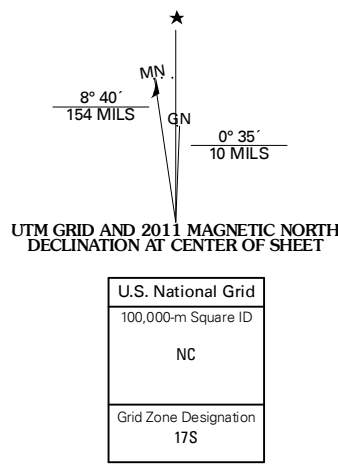 MN
GN
8° 40´
154 MILS
0° 35´
10 MILS
UTM GRID AND 2011 MAGNETIC NORTH
DECLINATION AT CENTER OF SHEET
U.S. National Grid
100,000-m Square ID
NC
Grid Zone Designation
17S